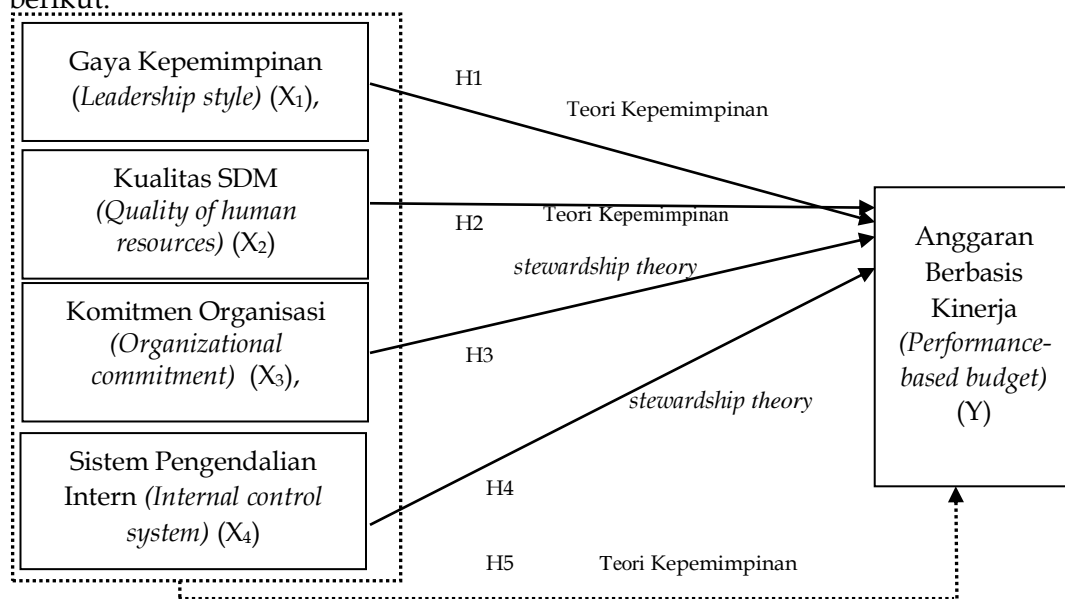 berikut:
Gaya Kepemimpinan
(Leadership style) (X₁),
Kualitas SDM
(Quality of human
resources) (X₂)
Komitmen Organisasi
(Organizational
commitment) (X₃),
Sistem Pengendalian
Intern (Internal control
system) (X₄)
H1
Teori Kepemimpinan
H2
Teori Kepemimpinan
stewardship theory
H3
stewardship theory
H4
H5
Teori Kepemimpinan
Anggaran
Berbasis
Kinerja
(Performance-
based budget)
(Y)